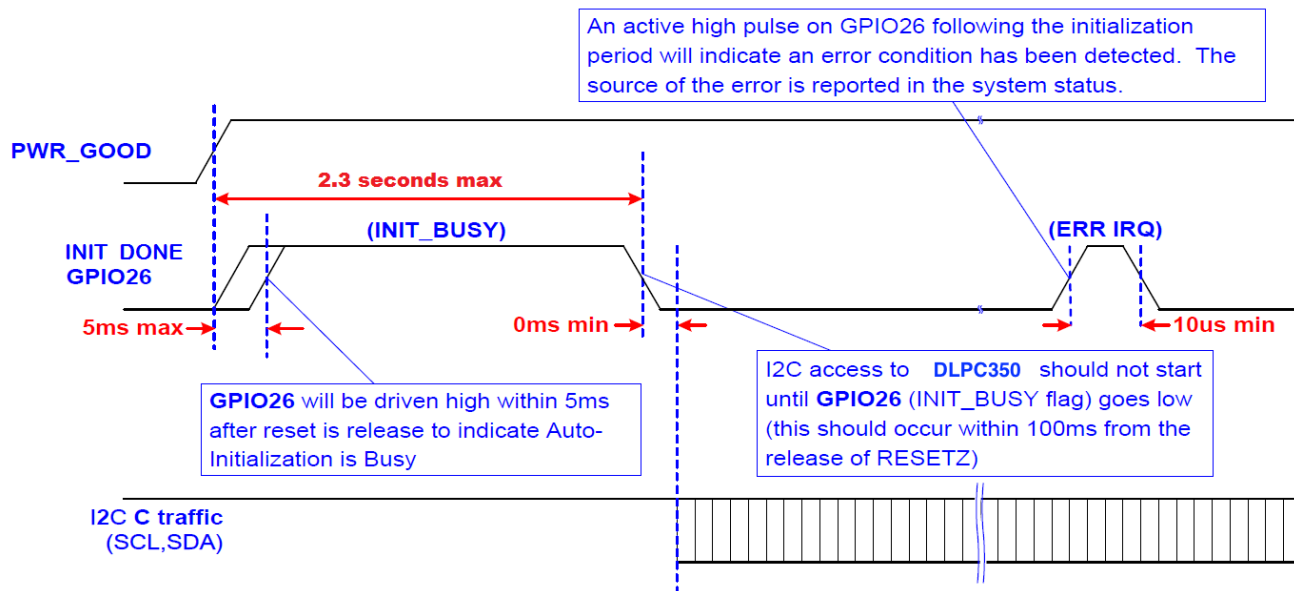 An active high pulse on GPIO26 following the initialization
period will indicate an error condition has been detected. The
source of the error is reported in the system status.
PWR_GOOD
2.3 seconds max
(INIT_BUSY)
(ERR IRQ)
INIT DONE
GPIO26
5ms max
0ms min
10us min
GPIO26 will be driven high within 5ms
after reset is release to indicate Auto-
Initialization is Busy
I2C access to DLPC350 should not start
until GPIO26 (INIT_BUSY flag) goes low
(this should occur within 100ms from the
release of RESETZ)
I2C C traffic
(SCL,SDA)